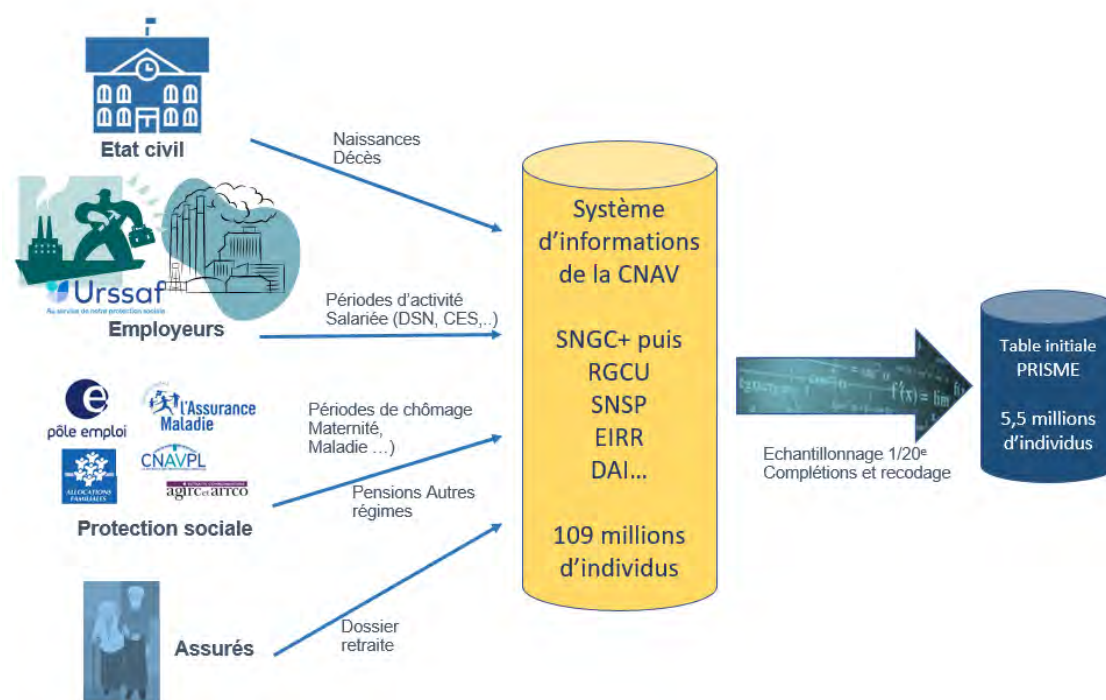 Etat civil
Naissances
Décès
Urssaf
Au service de notre protection sociale
Employeurs
Périodes d'activité
Salariée (DSN, CES,..)
pôle emploi
l'Assurance
Maladie
ALLOCATIONS
FAMILIALES
CNAVPL
agirc et arrco
Protection sociale
Périodes de chômage
Maternité,
Maladie …)
Pensions Autres
régimes
Assurés
Dossier
retraite
Système
d'informations
de la CNAV
SNGC+ puis
RGCU
SNSP
EIRR
DAI…
109 millions
d'individus
f'(x) = lim
Echantillonnage 1/20e
Complétions et recodage
Table initiale
PRISME
5,5 millions
d'individus